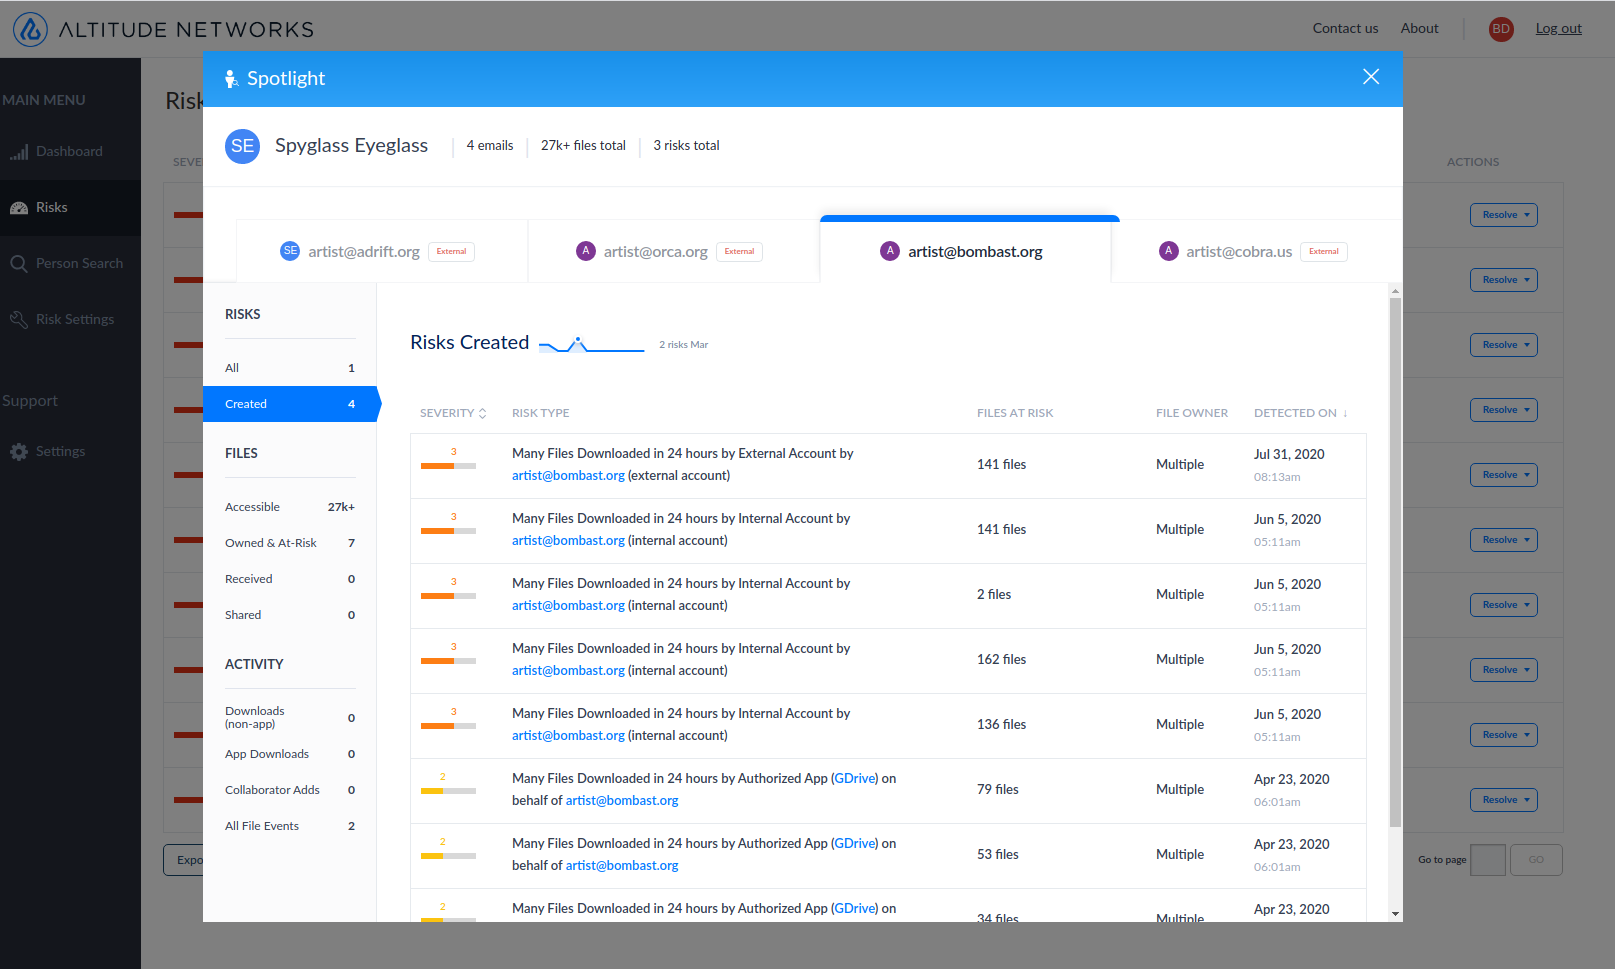 ALTITUDE NETWORKS
Contact us
About
BD
Log out
MAIN MENU
Dashboard
Risks
Person Search
Risk Settings
Support
Settings
Spotlight
SE
Spyglass Eyeglass
4 emails
27k+ files total
3 risks total
SE artist@adrift.org External
A artist@orca.org External
A artist@bombast.org
A artist@cobra.us External
RISKS
All 1
Created 4
FILES
Accessible 27k+
Owned & At-Risk 7
Received 0
Shared 0
ACTIVITY
Downloads
(non-app) 0
App Downloads 0
Collaborator Adds 0
All File Events 2
Risks Created
2 risks Mar
SEVERITY RISK TYPE FILES AT RISK FILE OWNER DETECTED ON ↓
3 Many Files Downloaded in 24 hours by External Account by
artist@bombast.org (external account)
141 files Multiple Jul 31, 2020
08:13am
3 Many Files Downloaded in 24 hours by Internal Account by
artist@bombast.org (internal account)
141 files Multiple Jun 5, 2020
05:11am
3 Many Files Downloaded in 24 hours by Internal Account by
artist@bombast.org (internal account)
2 files Multiple Jun 5, 2020
05:11am
3 Many Files Downloaded in 24 hours by Internal Account by
artist@bombast.org (internal account)
162 files Multiple Jun 5, 2020
05:11am
3 Many Files Downloaded in 24 hours by Internal Account by
artist@bombast.org (internal account)
136 files Multiple Jun 5, 2020
05:11am
2 Many Files Downloaded in 24 hours by Authorized App (GDrive) on
behalf of artist@bombast.org
79 files Multiple Apr 23, 2020
06:01am
2 Many Files Downloaded in 24 hours by Authorized App (GDrive) on
behalf of artist@bombast.org
53 files Multiple Apr 23, 2020
06:01am
2 Many Files Downloaded in 24 hours by Authorized App (GDrive) on
34 files Multiple Apr 23, 2020
ACTIONS
Resolve
Resolve
Resolve
Resolve
Resolve
Resolve
Resolve
Resolve
Resolve
Resolve
Go to page
GO